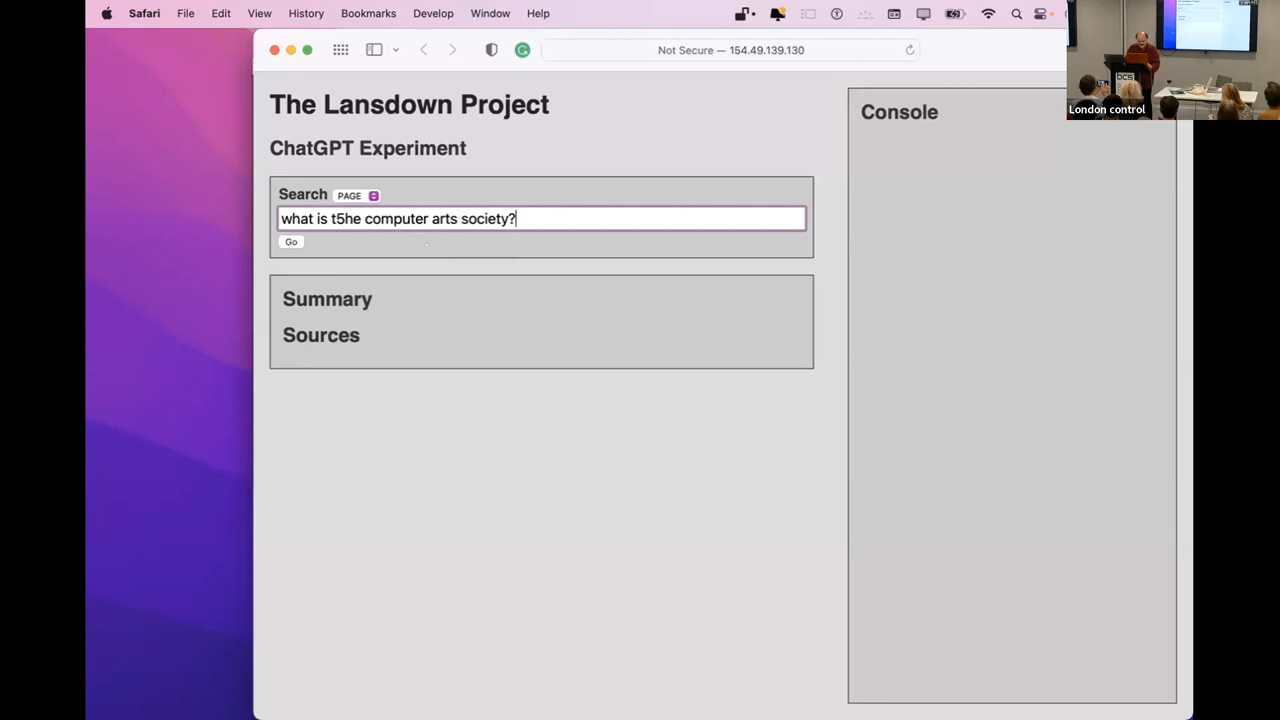 Safari File Edit View History Bookmarks Develop Window Help
Not Secure — 154.49.139.130
The Lansdown Project
ChatGPT Experiment
Search PAGE
what is t5he computer arts society?
Go
Summary
Sources
Console
bcs
London control